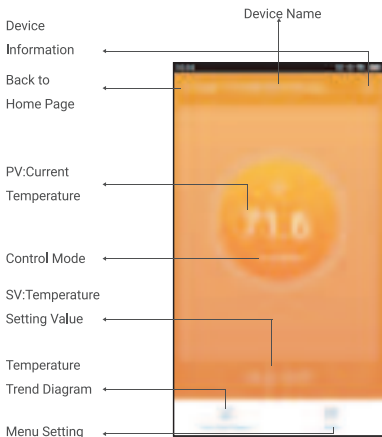 Device Name
Device
Information
Back to
Home Page
PV:Current
Temperature
71.6
Control Mode
SV:Temperature
Setting Value
Temperature
Trend Diagram
Menu Setting